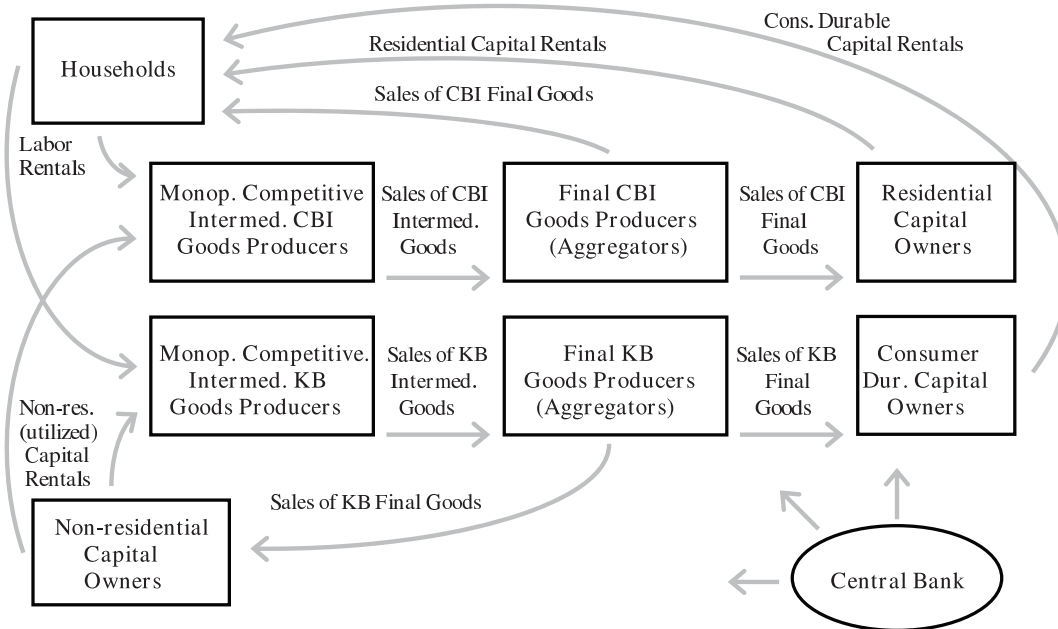 Cons. Durable
Capital Rentals
Residential Capital Rentals
Households
Sales of CBI Final Goods
Labor
Rentals
Monop. Competitive
Intermed. CBI
Goods Producers
Sales of CBI
Intermed.
Goods
Final CBI
Goods Producers
(Aggregators)
Sales of CBI
Final
Goods
Residential
Capital
Owners
Monop. Competitive.
Intermed. KB
Goods Producers
Sales of KB
Intermed.
Goods
Final KB
Goods Producers
(Aggregators)
Sales of KB
Final
Goods
Consumer
Dur. Capital
Owners
Non-res.
(utilized)
Capital
Rentals
Sales of KB Final Goods
Non-residential
Capital
Owners
Central Bank